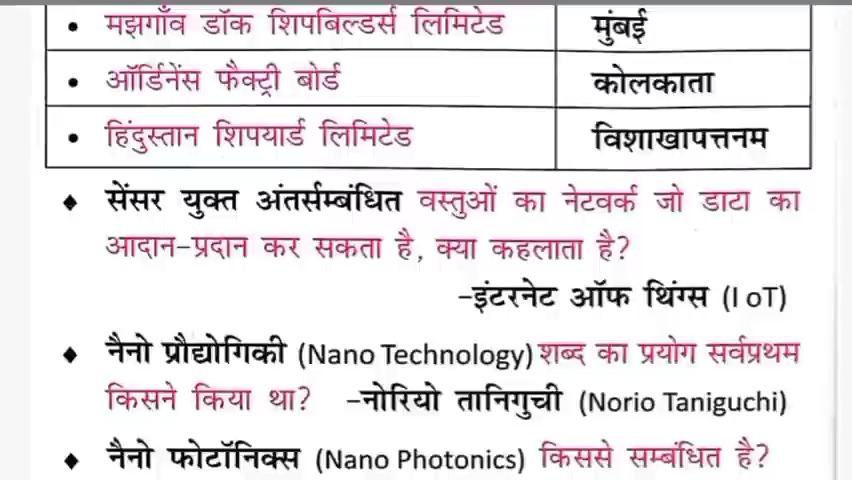 • मझगाँव डॉक शिपबिल्डर्स लिमिटेड मुंबई
• ऑर्डिनेंस फैक्ट्री बोर्ड कोलकाता
• हिंदुस्तान शिपयार्ड लिमिटेड विशाखापत्तनम
♦ सेंसर युक्त अंतर्सम्बंधित वस्तुओं का नेटवर्क जो डाटा का
आदान-प्रदान कर सकता है, क्या कहलाता है?
-इंटरनेट ऑफ थिंग्स (I oT)
♦ नैनो प्रौद्योगिकी (Nano Technology) शब्द का प्रयोग सर्वप्रथम
किसने किया था? -नोरियो तानिगुची (Norio Taniguchi)
♦ नैनो फोटॉनिक्स (Nano Photonics) किससे सम्बंधित है?